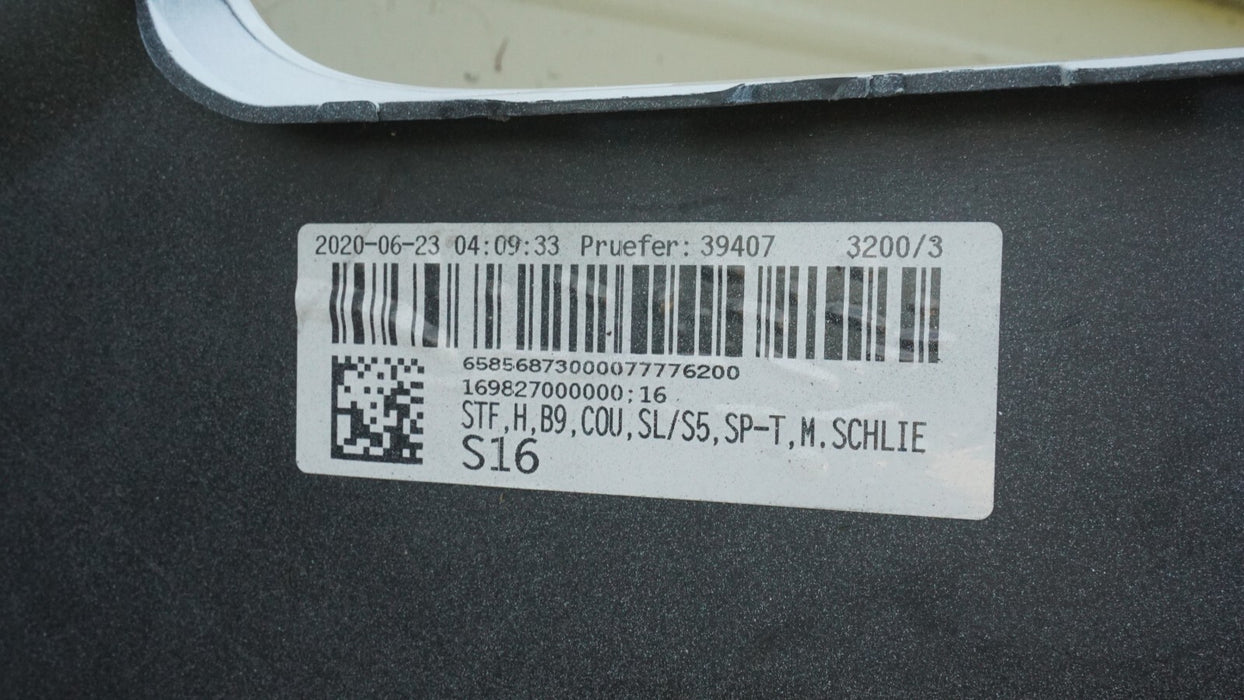 2020-06-23 04:09:33 Pruefer: 39407 3200/3
65856873000077776200
169827000000;16
STF,H,B9,COU,SL/S5,SP-T,M.SCHLIE
S16